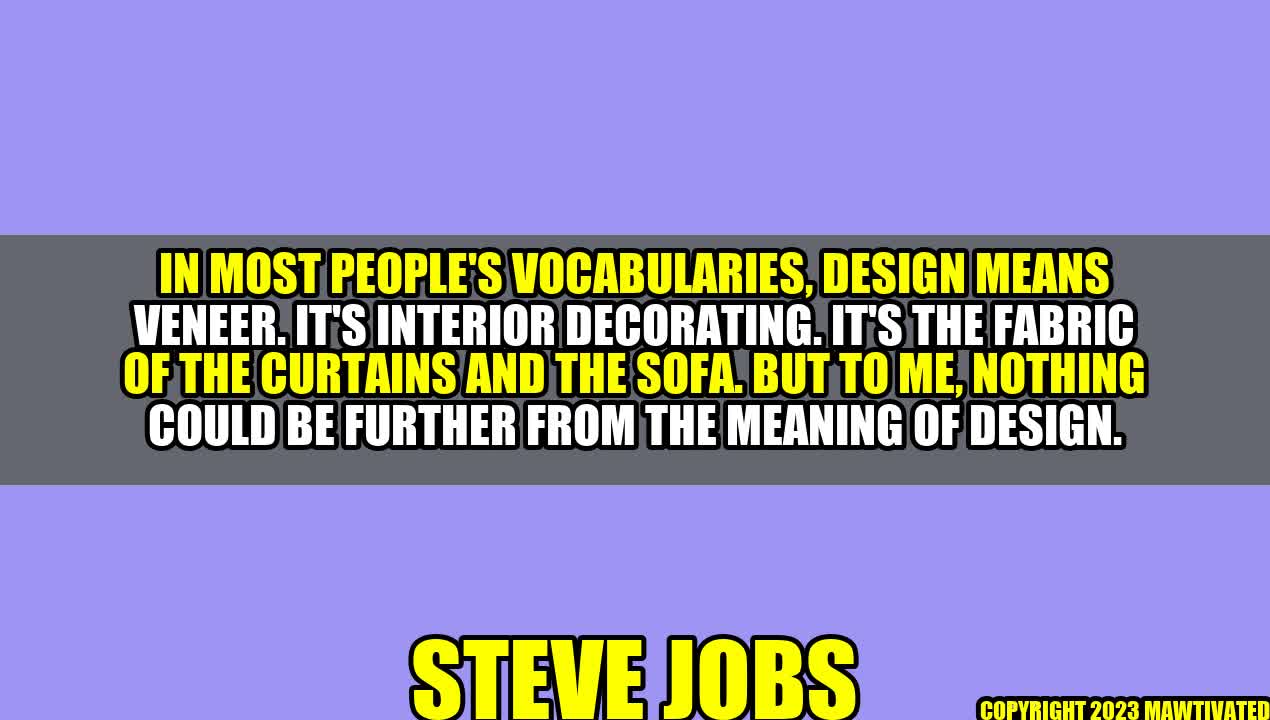 IN MOST PEOPLE'S VOCABULARIES, DESIGN MEANS
VENEER. IT'S INTERIOR DECORATING. IT'S THE FABRIC
OF THE CURTAINS AND THE SOFA. BUT TO ME, NOTHING
COULD BE FURTHER FROM THE MEANING OF DESIGN.
STEVE JOBS
COPYRIGHT 2023 MAWTIVATED